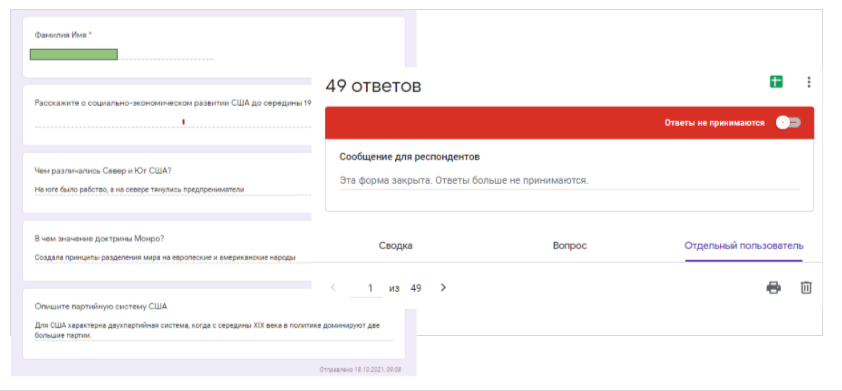 Фамилия Имя *
Расскажите о социально-экономическом развитии США до середины 19
Чем различались Север и Юг США?
На юге было рабство, а на севере тянулись предпрениматели
В чем значение доктрины Монро?
Создала принципты разделения мира на европеские и американские народы
Опишите партийную систему США
Для США характерна двухпартийная система, когда с середины XIX века в политике доминируют две
большие партии.
Отправлено 18.10.2021, 09:08
49 ответов
Ответы не принимаются
Сообщение для респондентов
Эта форма закрыта. Ответы больше не принимаются.
Сводка
Вопрос
Отдельный пользователь
1 из 49